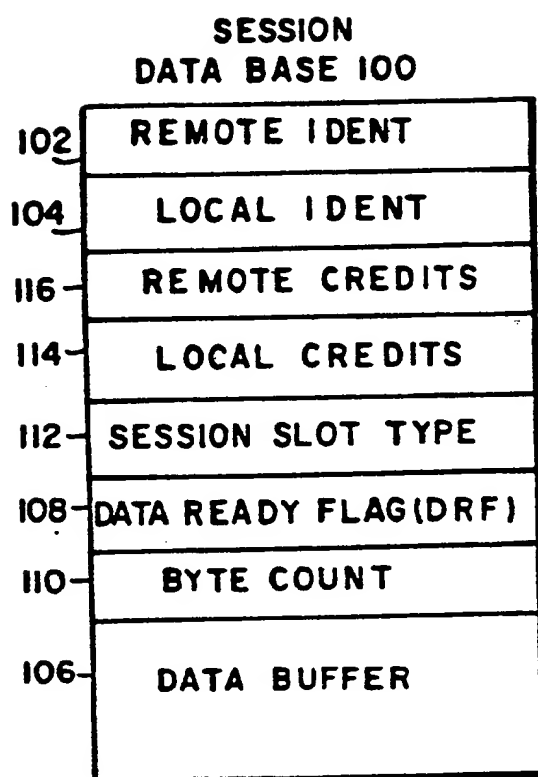 SESSION
DATA BASE 100
102 REMOTE IDENT
104 LOCAL IDENT
116 REMOTE CREDITS
114 LOCAL CREDITS
112 SESSION SLOT TYPE
108 DATA READY FLAG(DRF)
110 BYTE COUNT
106 DATA BUFFER